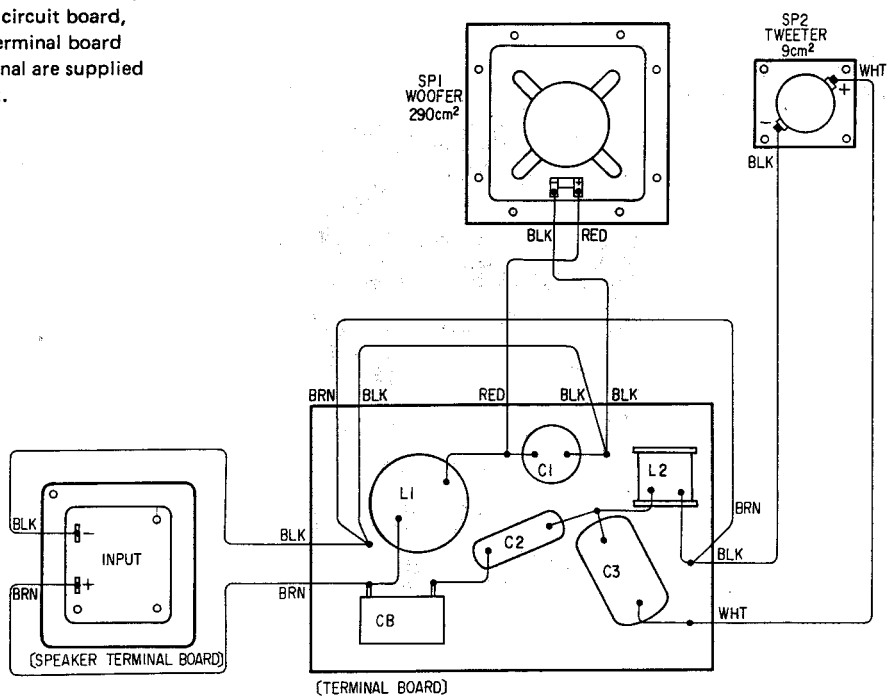 circuit board,
erminal board
nal are supplied
.
SP1
WOOFER
290cm²
SP2
TWEETER
9cm²
WHT
+
−
BLK
− +
BLK RED
BRN BLK RED BLK BLK
L1
C1
L2
C2
C3
CB
BRN
BLK
WHT
BLK
BRN
BLK
−
INPUT
+
BRN
(SPEAKER TERMINAL BOARD)
(TERMINAL BOARD)